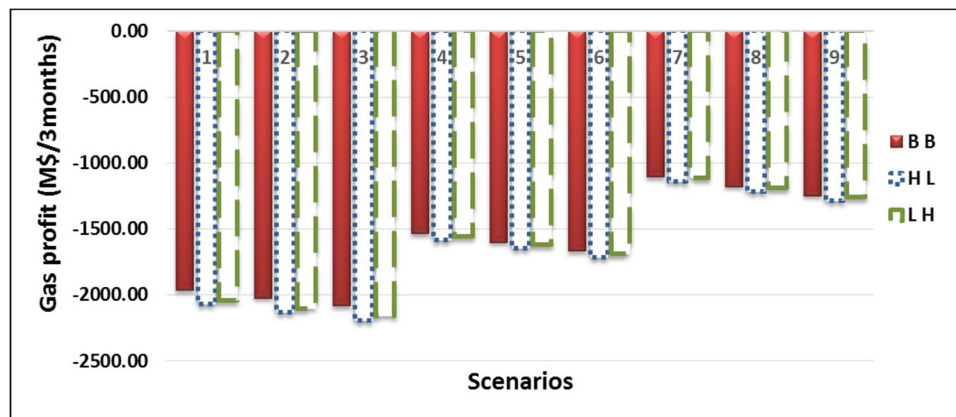 0.00
-500.00
-1000.00
-1500.00
-2000.00
-2500.00
Gas profit (M$/3months)
1 2 3 4 5 6 7 8 9
Scenarios
B B
H L
L H